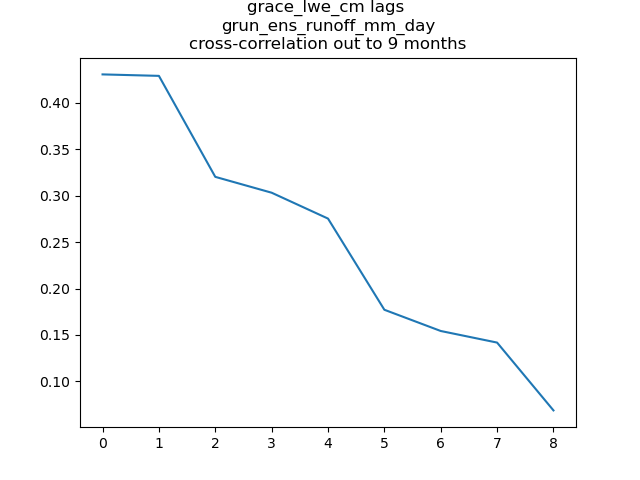 grace_lwe_cm lags
grun_ens_runoff_mm_day
cross-correlation out to 9 months
0.40
0.35
0.30
0.25
0.20
0.15
0.10
0 1 2 3 4 5 6 7 8